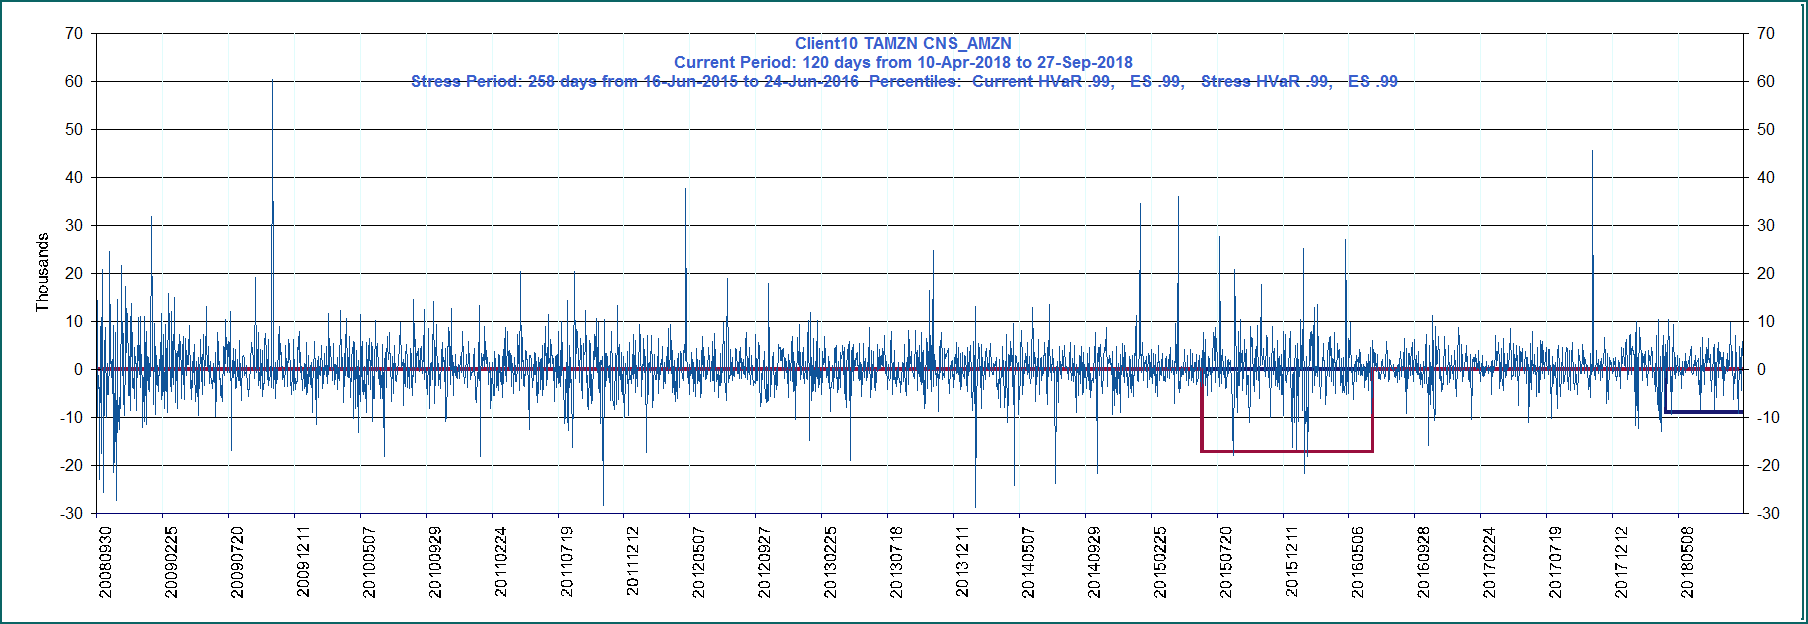 Client10 TAMZN CNS_AMZN
Current Period: 120 days from 10-Apr-2018 to 27-Sep-2018
Stress Period: 258 days from 16-Jun-2015 to 24-Jun-2016 Percentiles: Current HVaR .99, ES .99, Stress HVaR .99, ES .99
70 70
60 60
50 50
40 40
30 30
20 20
10 10
0 0
-10 -10
-20 -20
-30 -30
Thousands
20080930 20090225 20090720 20091211 20100507 20100929 20110224 20110719 20111212 20120507 20120927 20130225 20130718 20131211 20140507 20140929 20150225 20150720 20151211 20160506 20160928 20170224 20170719 20171212 20180508